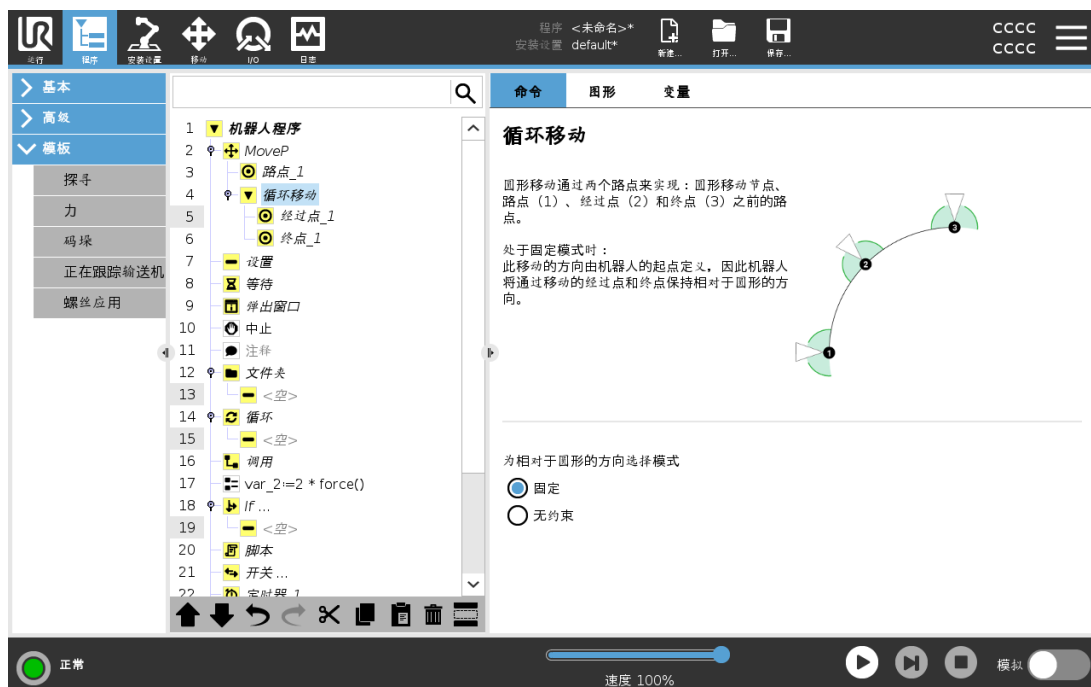 程序 <未命名>*
安装设置 default*
CCCC
CCCC
运行
程序
安装设置
移动
I/O
日志
新建...
打开...
保存...
基本
高级
模板
探寻
力
码垛
正在跟踪输送机
螺丝应用
1 机器人程序
2 MoveP
3 路点_1
4 循环移动
5 经过点_1
6 终点_1
7 设置
8 等待
9 弹出窗口
10 中止
11 注释
12 文件夹
13 <空>
14 循环
15 <空>
16 调用
17 var_2:=2 * force()
18 If ...
19 <空>
20 脚本
21 开关 ...
22 定时器_1
命令 图形 变量
循环移动
圆形移动通过两个路点来实现：圆形移动节点、
路点（1）、经过点（2）和终点（3）之前的路
点。
处于固定模式时：
此移动的方向由机器人的起点定义，因此机器人
将通过移动的经过点和终点保持相对于圆形的方
向。
3
2
1
为相对于圆形的方向选择模式
固定
无约束
正常
速度 100%
模拟